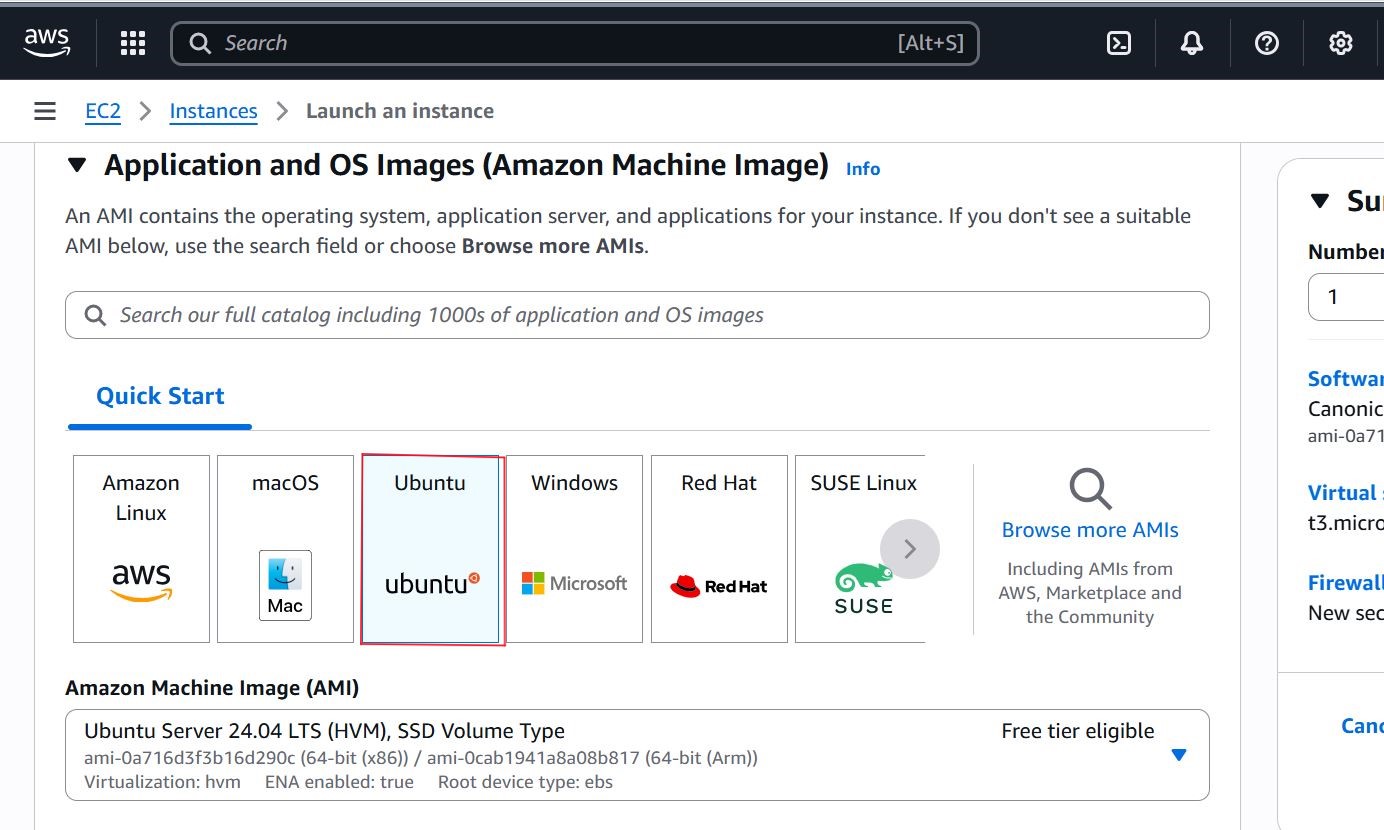 aws
Search [Alt+S]
EC2 Instances Launch an instance
Application and OS Images (Amazon Machine Image) Info
An AMI contains the operating system, application server, and applications for your instance. If you don't see a suitable
AMI below, use the search field or choose Browse more AMIs.
Search our full catalog including 1000s of application and OS images
Quick Start
Amazon
Linux
aws
macOS
Mac
Ubuntu
ubuntu
Windows
Microsoft
Red Hat
Red Hat
SUSE Linux
SUSE
Browse more AMIs
Including AMIs from
AWS, Marketplace and
the Community
Amazon Machine Image (AMI)
Ubuntu Server 24.04 LTS (HVM), SSD Volume Type
Free tier eligible
ami-0a716d3f3b16d290c (64-bit (x86)) / ami-0cab1941a8a08b817 (64-bit (Arm))
Virtualization: hvm ENA enabled: true Root device type: ebs
Su
Number
1
Softwar
Canonic
ami-0a71
Virtual
t3.micro
Firewall
New sec
Canc